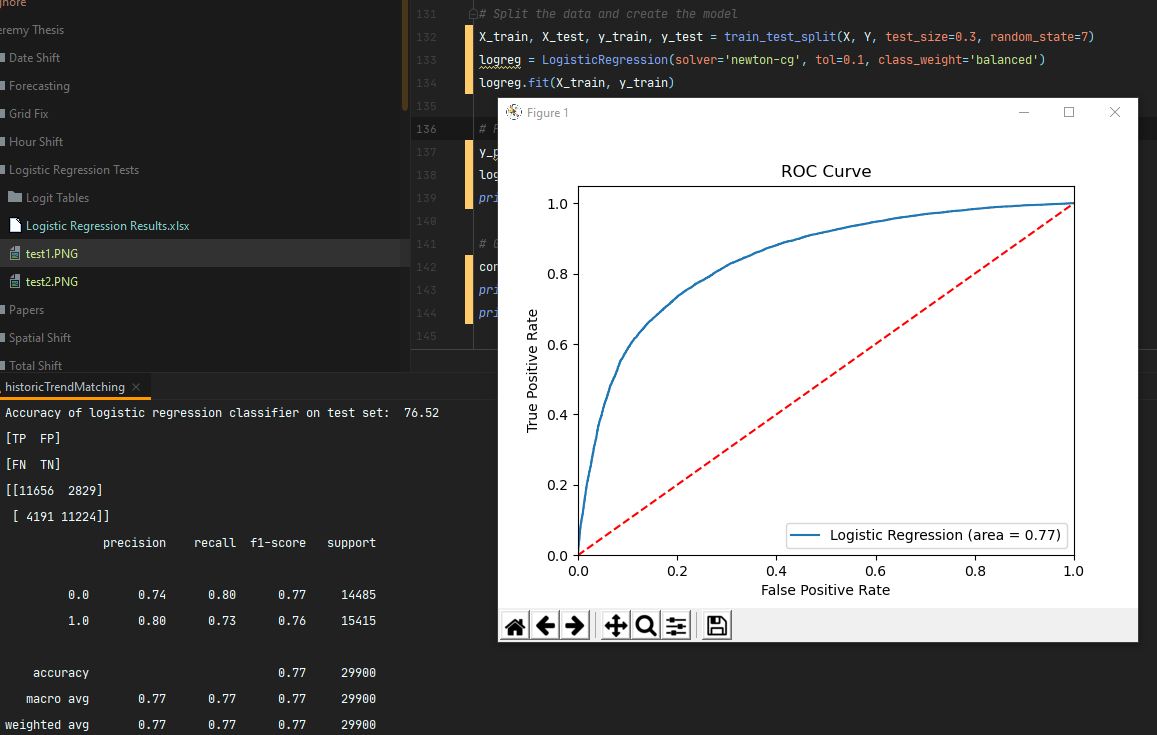 nore
eremy Thesis
Date Shift
Forecasting
Grid Fix
Hour Shift
Logistic Regression Tests
Logit Tables
Logistic Regression Results.xlsx
test1.PNG
test2.PNG
Papers
Spatial Shift
Total Shift
131 # Split the data and create the model
132 X_train, X_test, y_train, y_test = train_test_split(X, Y, test_size=0.3, random_state=7)
133 logreg = LogisticRegression(solver='newton-cg', tol=0.1, class_weight='balanced')
134 logreg.fit(X_train, y_train)
135
136 #
137 y_p
138 log
139 pri
140
141 #
142 con
143 pri
144 pri
145
Figure 1
ROC Curve
True Positive Rate
1.0
0.8
0.6
0.4
0.2
0.0
0.0 0.2 0.4 0.6 0.8 1.0
False Positive Rate
Logistic Regression (area = 0.77)
historicTrendMatching
Accuracy of logistic regression classifier on test set:  76.52
[TP  FP]
[FN  TN]
[[11656  2829]
 [ 4191 11224]]
precision    recall  f1-score   support
0.0       0.74      0.80      0.77     14485
1.0       0.80      0.73      0.76     15415
accuracy                           0.77     29900
macro avg       0.77      0.77      0.77     29900
weighted avg       0.77      0.77      0.77     29900